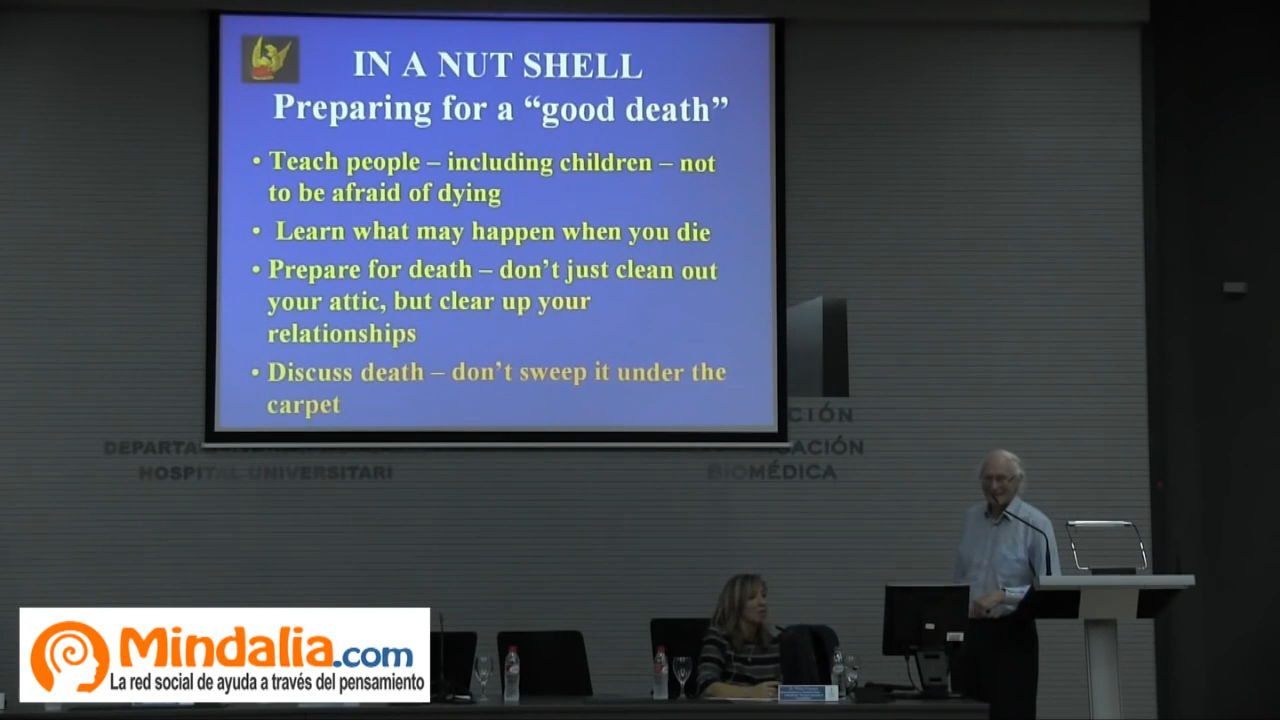 IN A NUT SHELL
Preparing for a “good death”
• Teach people – including children – not
to be afraid of dying
• Learn what may happen when you die
• Prepare for death – don’t just clean out
your attic, but clear up your
relationships
• Discuss death – don’t sweep it under the
carpet
CIÓN
DEPARTA
HOSPITAL UNIVERSITARI
BIOMÉDICA
Mindalia.com
La red social de ayuda a través del pensamiento